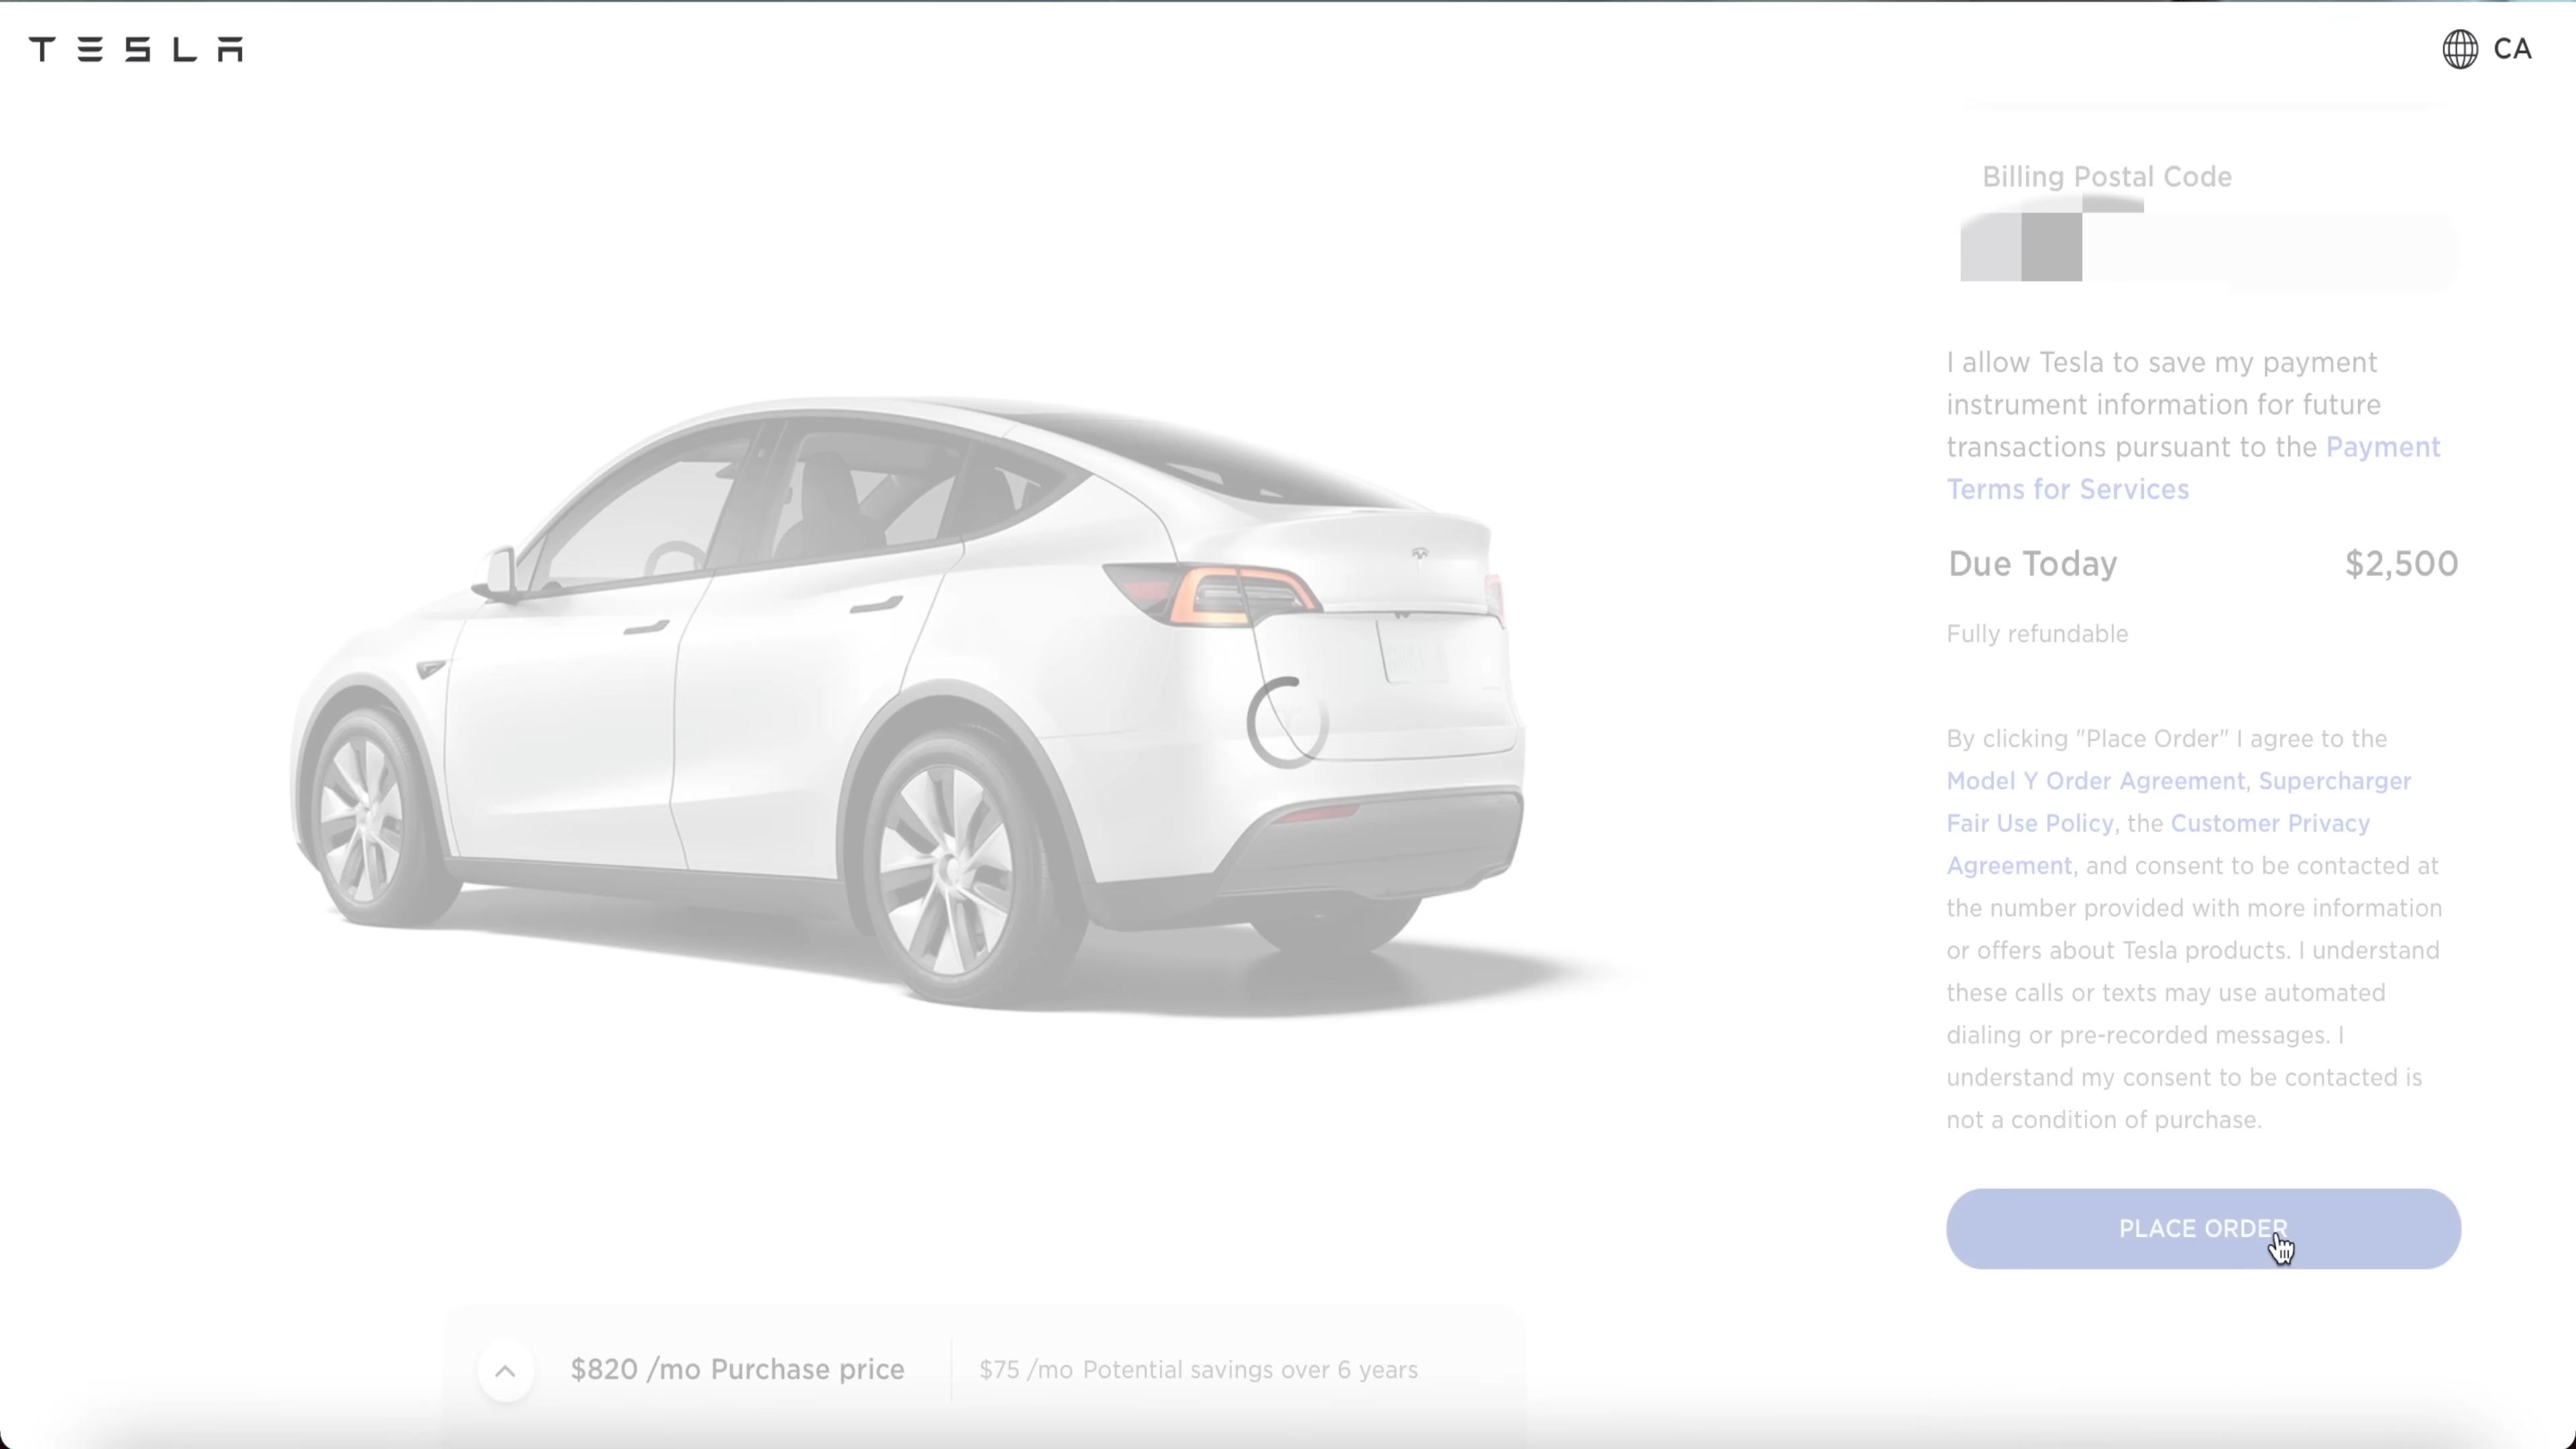 TESLA
CA
Billing Postal Code
I allow Tesla to save my payment
instrument information for future
transactions pursuant to the Payment
Terms for Services
Due Today $2,500
Fully refundable
By clicking "Place Order" I agree to the
Model Y Order Agreement, Supercharger
Fair Use Policy, the Customer Privacy
Agreement, and consent to be contacted at
the number provided with more information
or offers about Tesla products. I understand
these calls or texts may use automated
dialing or pre-recorded messages. I
understand my consent to be contacted is
not a condition of purchase.
PLACE ORDER
$820 /mo Purchase price
$75 /mo Potential savings over 6 years